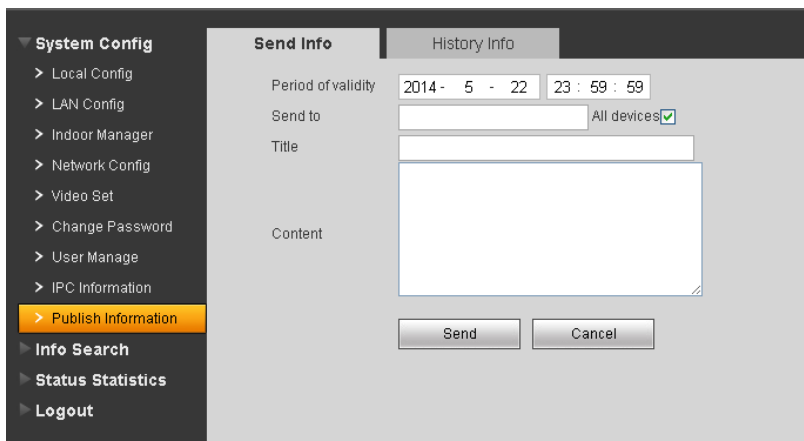 System Config
Local Config
LAN Config
Indoor Manager
Network Config
Video Set
Change Password
User Manage
IPC Information
Publish Information
Info Search
Status Statistics
Logout
Send Info
History Info
Period of validity
2014 - 5 - 22 23 : 59 : 59
Send to
All devices
Title
Content
Send
Cancel